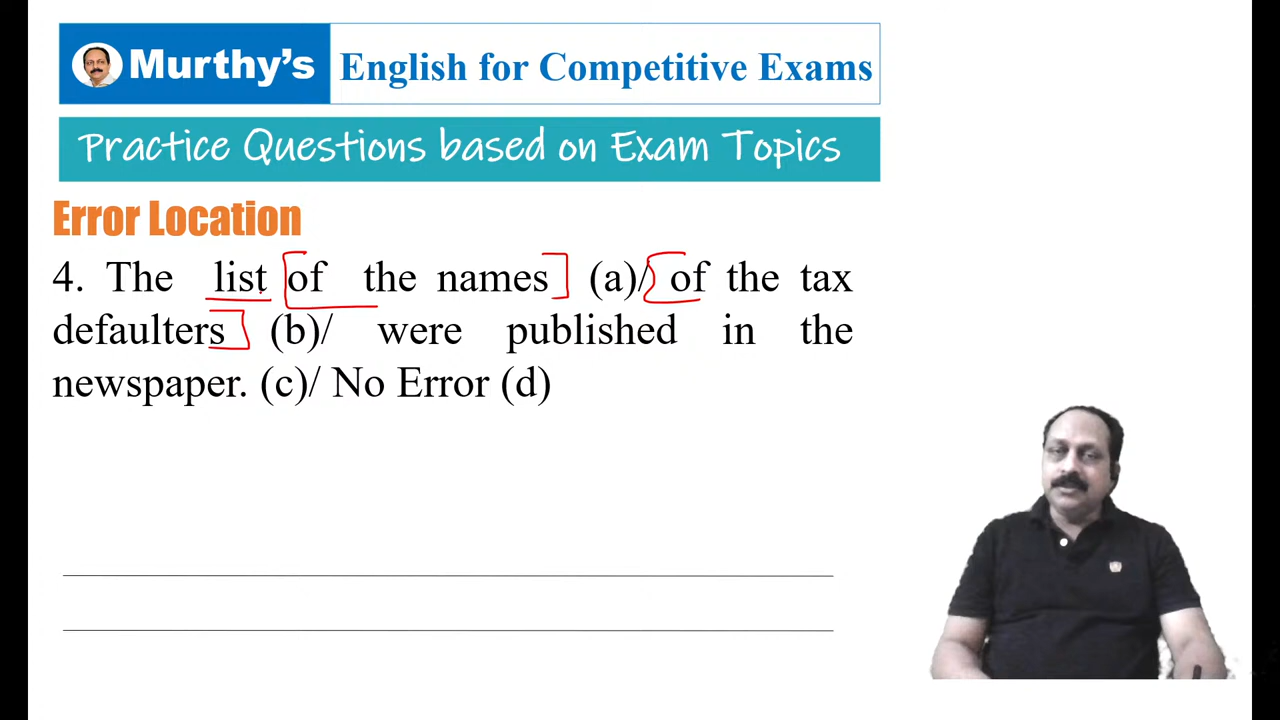 Murthy's English for Competitive Exams
Practice Questions based on Exam Topics
Error Location
4. The list of the names (a)/ of the tax
defaulters (b)/ were published in the
newspaper. (c)/ No Error (d)